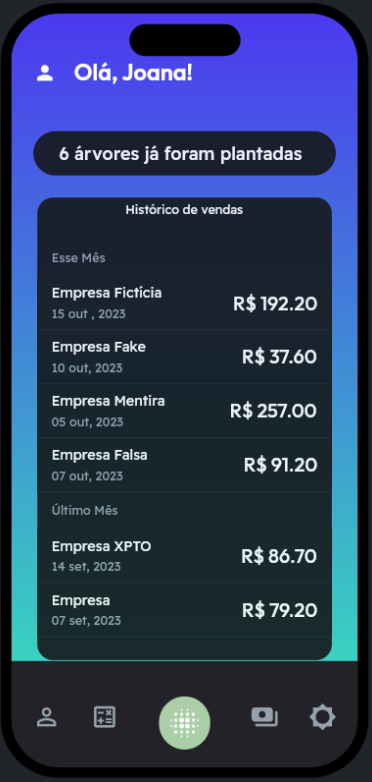 Olá, Joana!
6 árvores já foram plantadas
Histórico de vendas
Esse Mês
Empresa Fictícia
R$ 192.20
15 out , 2023
Empresa Fake
R$ 37.60
10 out, 2023
Empresa Mentira
R$ 257.00
05 out, 2023
Empresa Falsa
R$ 91.20
07 out, 2023
Último Mês
Empresa XPTO
R$ 86.70
14 set, 2023
Empresa
R$ 79.20
07 set, 2023